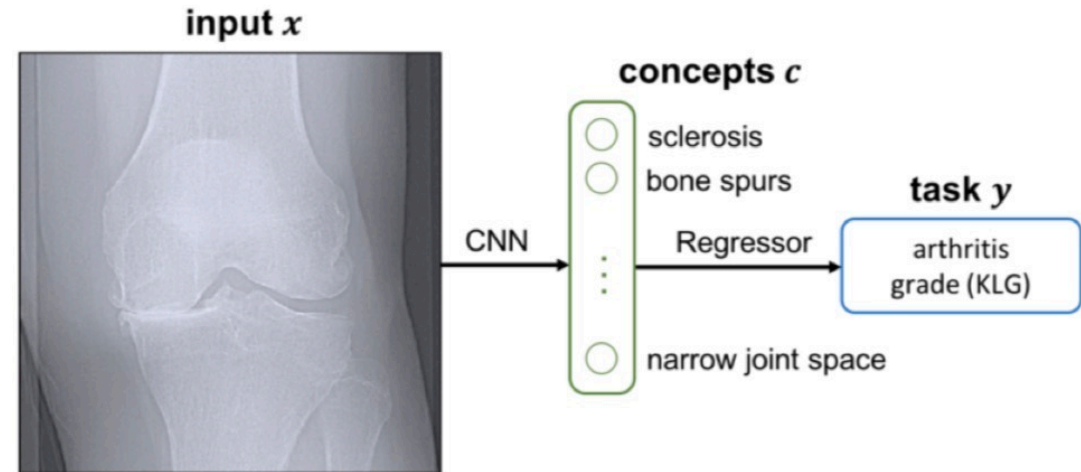 input x
concepts c
sclerosis
bone spurs
task y
CNN
Regressor
arthritis
grade (KLG)
narrow joint space